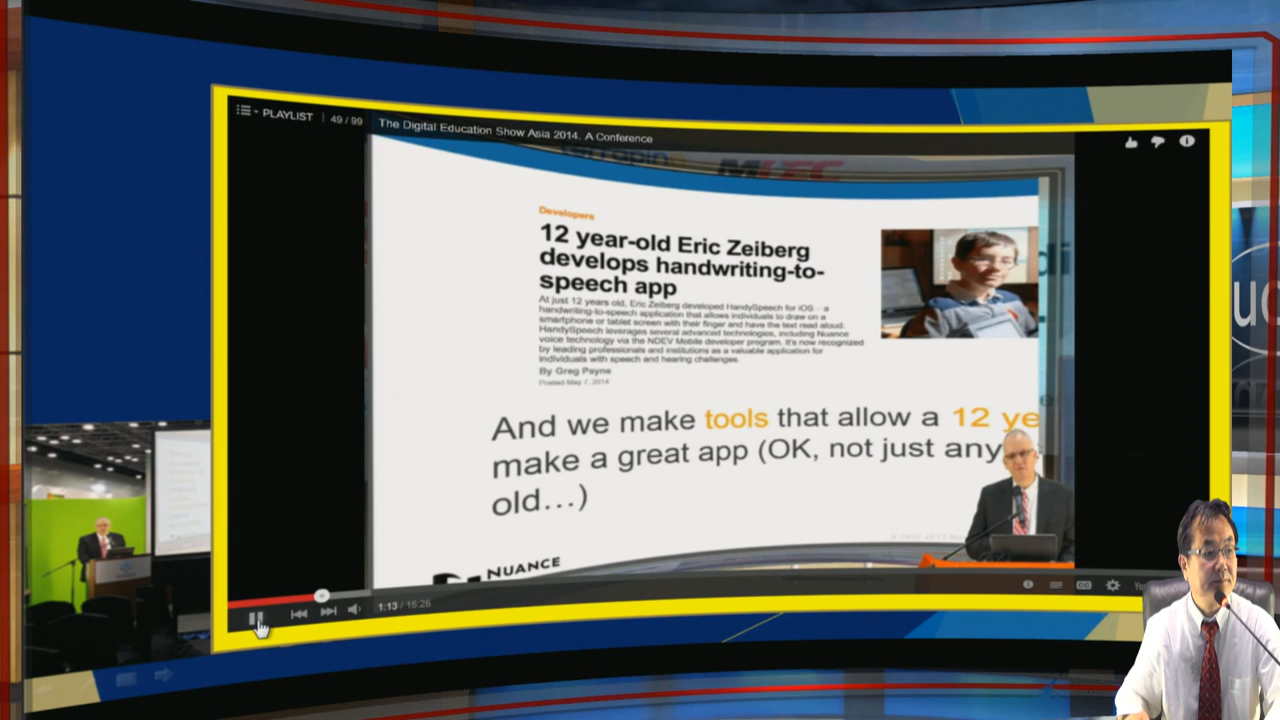 PLAYLIST | 49 / 99
The Digital Education Show Asia 2014. A Conference
Developers
12 year-old Eric Zeiberg
develops handwriting-to-
speech app
At just 12 years old, Eric Zeiberg developed HandySpeech for iOS - a
handwriting-to-speech application that allows individuals to draw on a
smartphone or tablet screen with their finger and have the text read aloud.
HandySpeech leverages several advanced technologies, including Nuance
voice technology via the NDEV Mobile developer program. It's now recognized
by leading professionals and institutions as a valuable application for
individuals with speech and hearing challenges.
By Greg Payne
Posted May 7, 2014
And we make tools that allow a 12 ye
make a great app (OK, not just any
old…)
NUANCE
1:13 / 15:26
CC